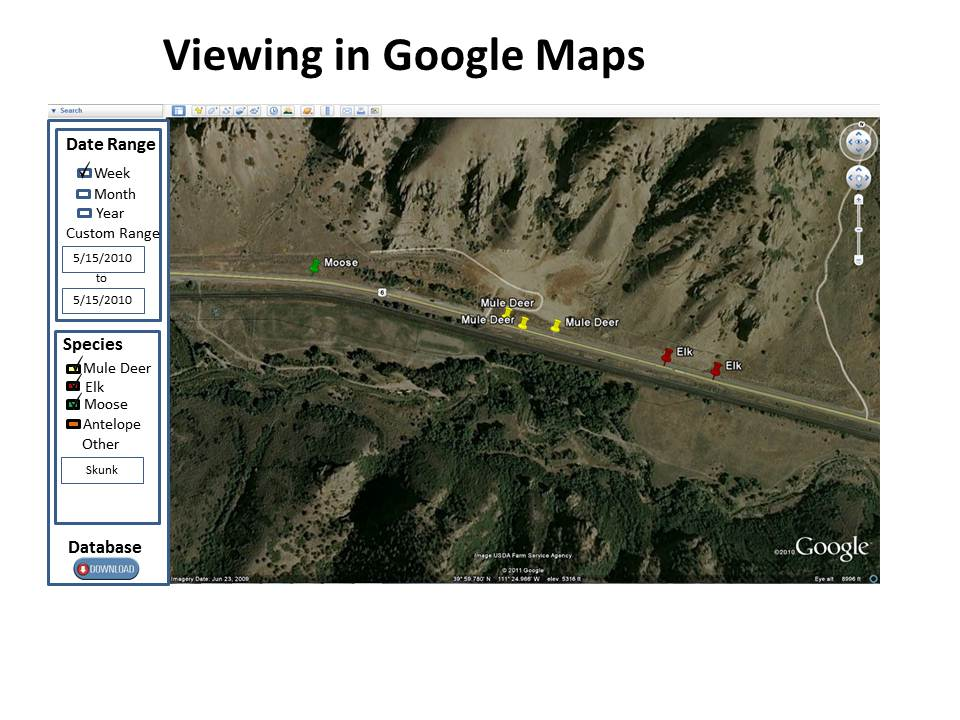 Viewing in Google Maps
Search
Date Range
Week
Month
Year
Custom Range
5/15/2010
to
5/15/2010
Species
Mule Deer
Elk
Moose
Antelope
Other
Skunk
Database
DOWNLOAD
Moose
6
Mule Deer
Mule Deer
Mule Deer
Elk
Elk
N
Image USDA Farm Service Agency
©2010 Google
© 2011 Google
Imagery Date: Jun 23, 2009
39° 59.780' N 111° 24.966' W elev 5316 ft
Eye alt 8996 ft